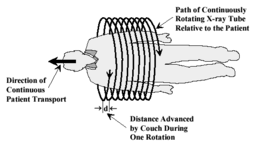 Path of Continuously
Rotating X-ray Tube
Relative to the Patient
Direction of
Continuous
Patient Transport
d
Distance Advanced
by Couch During
One Rotation